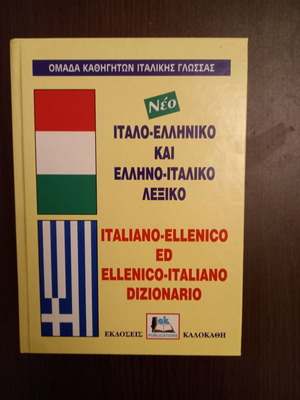 ΟΜΑΔΑ ΚΑΘΗΓΗΤΩΝ ΙΤΑΛΙΚΗΣ ΓΛΩΣΣΑΣ
Νέο
ΙΤΑΛΟ-ΕΛΛΗΝΙΚΟ
ΚΑΙ
ΕΛΛΗΝΟ-ΙΤΑΛΙΚΟ
ΛΕΞΙΚΟ
ITALIANO-ELLENICO
ED
ELLENICO-ITALIANO
DIZIONARIO
ΕΚΔΟΣΕΙΣ
PUBLICATIONS
ΚΑΛΟΚΑΘΗ